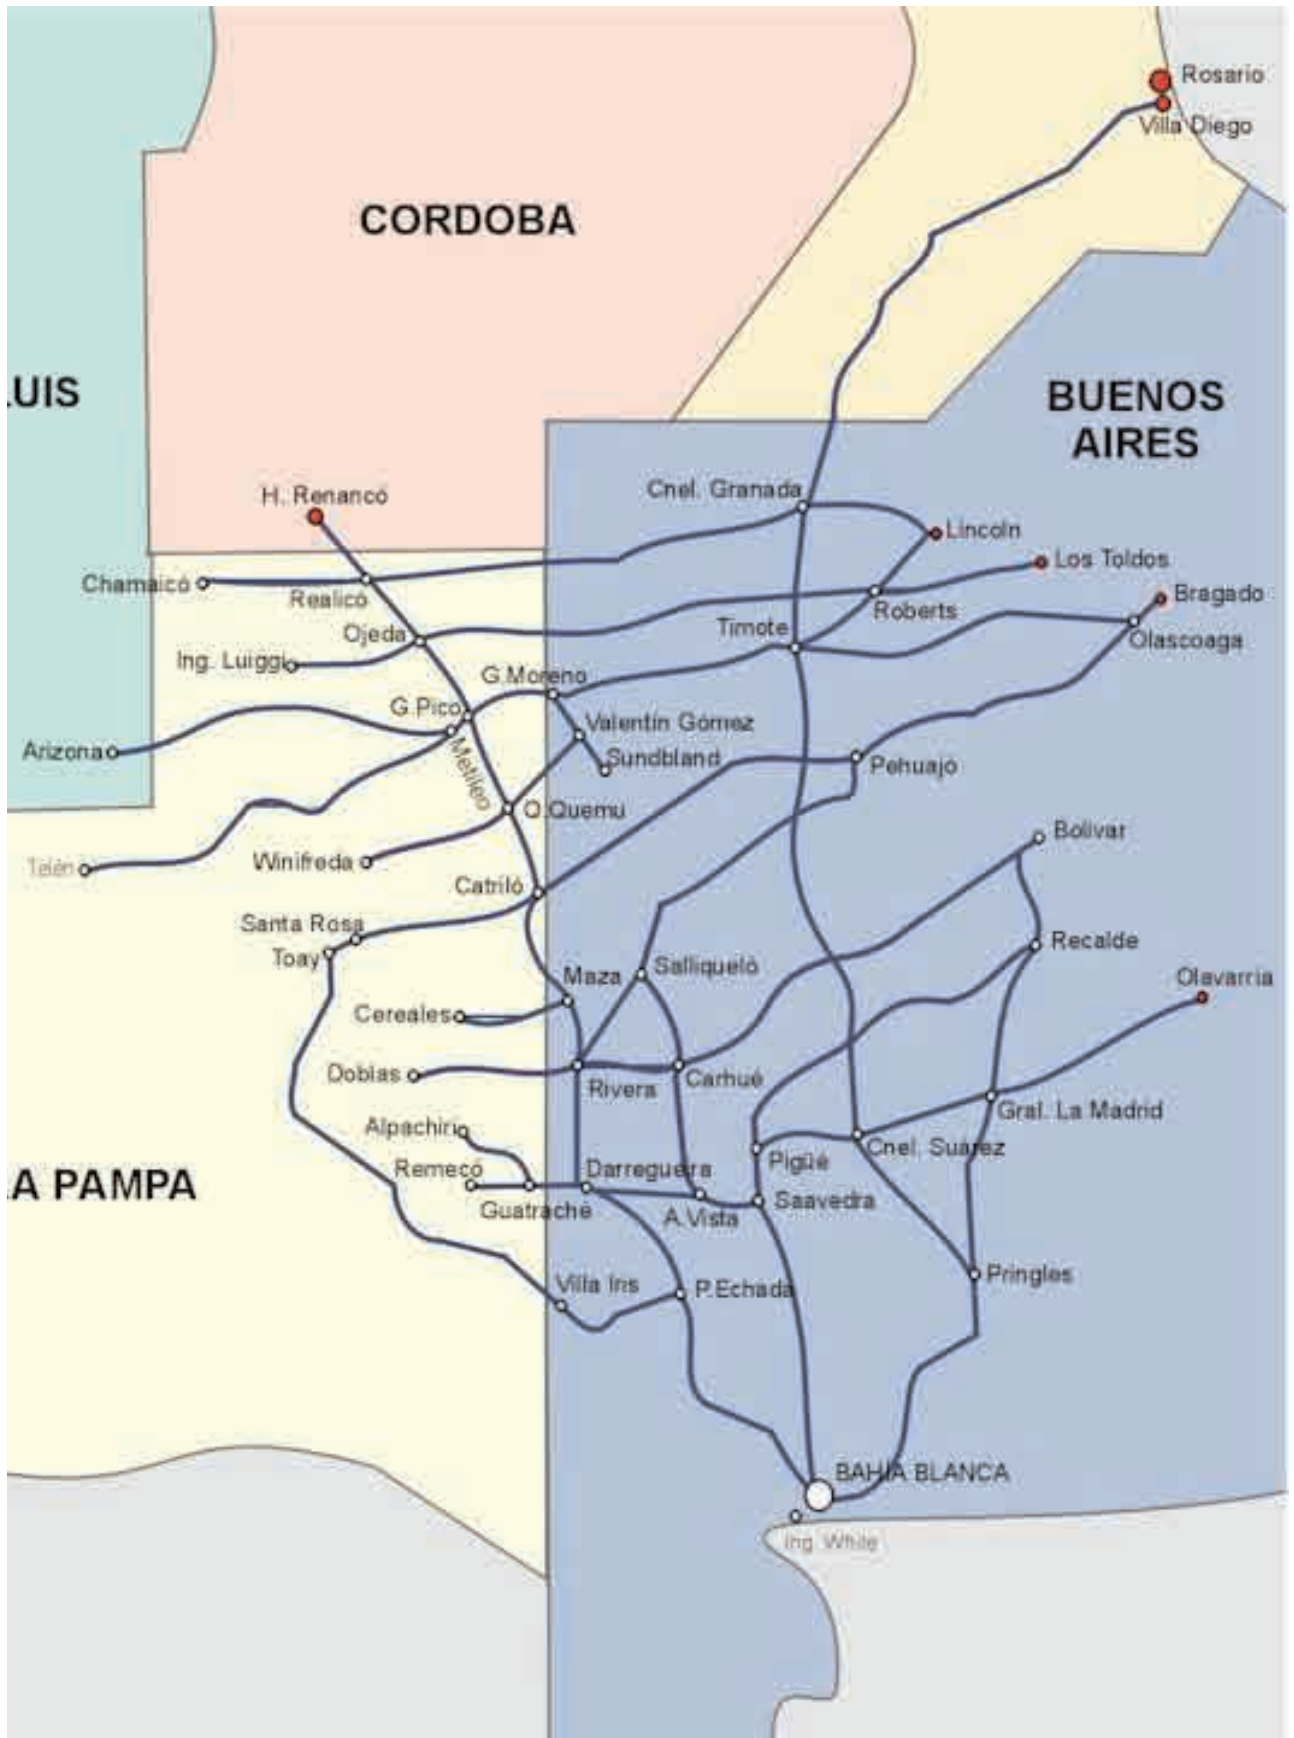 Rosario
Villa Diego
CORDOBA
.UIS
BUENOS
AIRES
H. Renancó
Cnel. Granada
Lincoln
Los Toldos
Chamaicó
Realicó
Bragado
Roberts
Ojeda
Timote
Olascoaga
Ing. Luiggi
G.Moreno
G.Pico
Valentín Gómez
Arizona
Sundbland
Metileo
Pehuajó
Q.Quemu
Bolivar
Winifreda
Telén
Catriló
Santa Rosa
Toay
Recalde
Maza
Salliqueló
Olavarria
Cereales
Doblas
Rivera
Carhué
Gral. La Madrid
Alpachiri
Cnel. Suarez
Pigüé
Remecó
Darregueira
.A PAMPA
Guatraché
A.Vista
Saavedra
Villa Iris
P.Echada
Pringles
BAHIA BLANCA
Ing. White